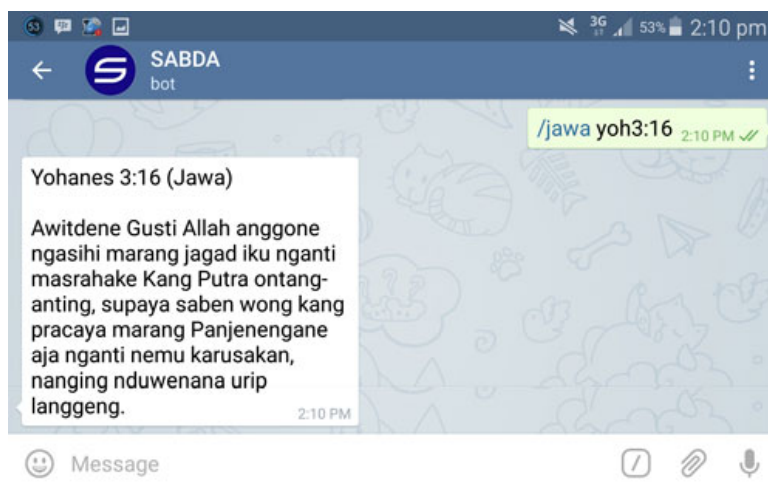 53
3G
53%
2:10 pm
SABDA
bot
/jawa yoh3:16 2:10 PM
Yohanes 3:16 (Jawa)
Awitdene Gusti Allah anggone
ngasihi marang jagad iku nganti
masrahake Kang Putra ontang-
anting, supaya saben wong kang
pracaya marang Panjenengane
aja nganti nemu karusakan,
nanging nduwenana urip
langgeng.
2:10 PM
Message